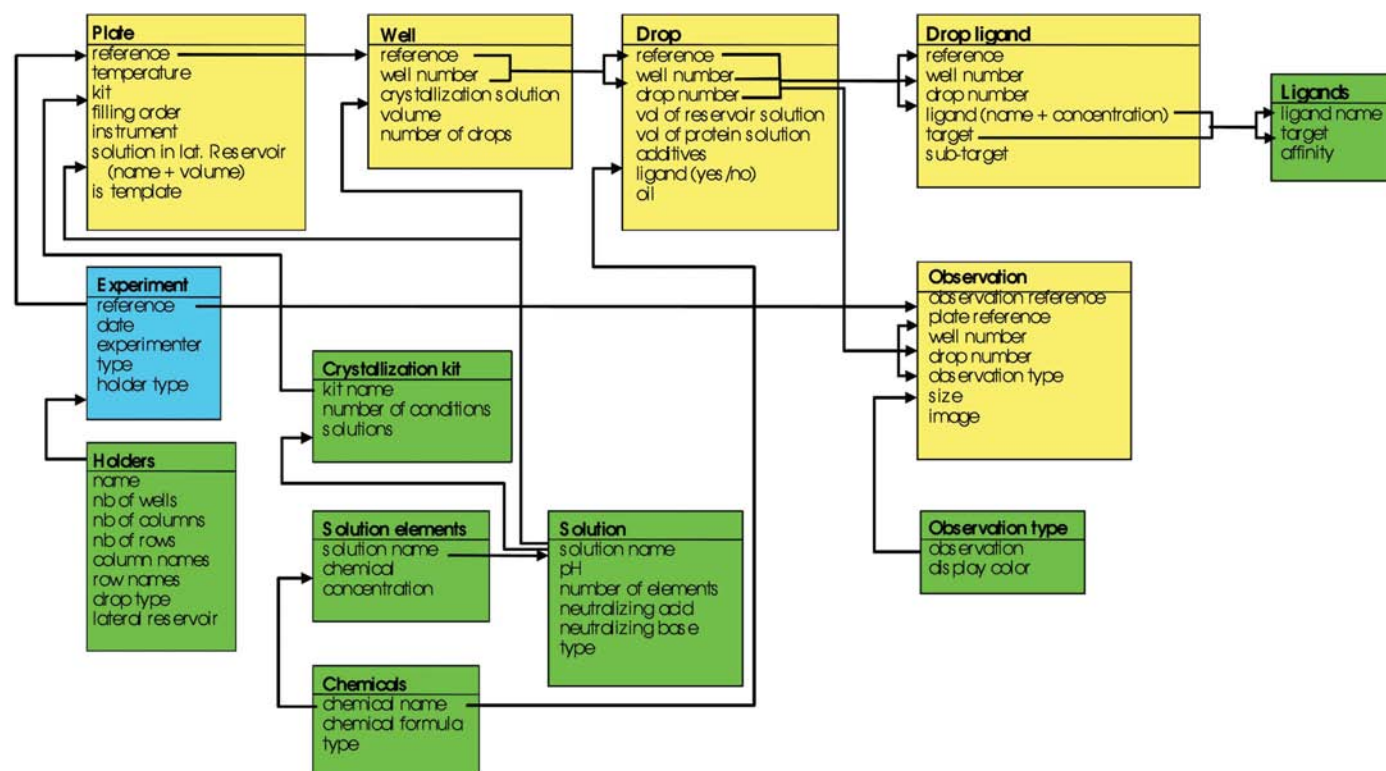 Plate
reference
temperature
kit
filling order
instrument
solution in lat. Reservoir
(name + volume)
is template
Well
reference
well number
crystallization solution
volume
number of drops
Drop
reference
well number
drop number
vol of reservoir solution
vol of protein solution
additives
ligand (yes/no)
oil
Drop ligand
reference
well number
drop number
ligand (name + concentration)
target
sub-target
Ligands
ligand name
target
affinity
Experiment
reference
date
experimenter
type
holder type
Crystallization kit
kit name
number of conditions
solutions
Observation
observation reference
plate reference
well number
drop number
observation type
size
image
Holders
name
nb of wells
nb of columns
nb of rows
column names
row names
drop type
lateral reservoir
Solution elements
solution name
chemical
concentration
Solution
solution name
pH
number of elements
neutralizing acid
neutralizing base
type
Observation type
observation
display color
Chemicals
chemical name
chemical formula
type